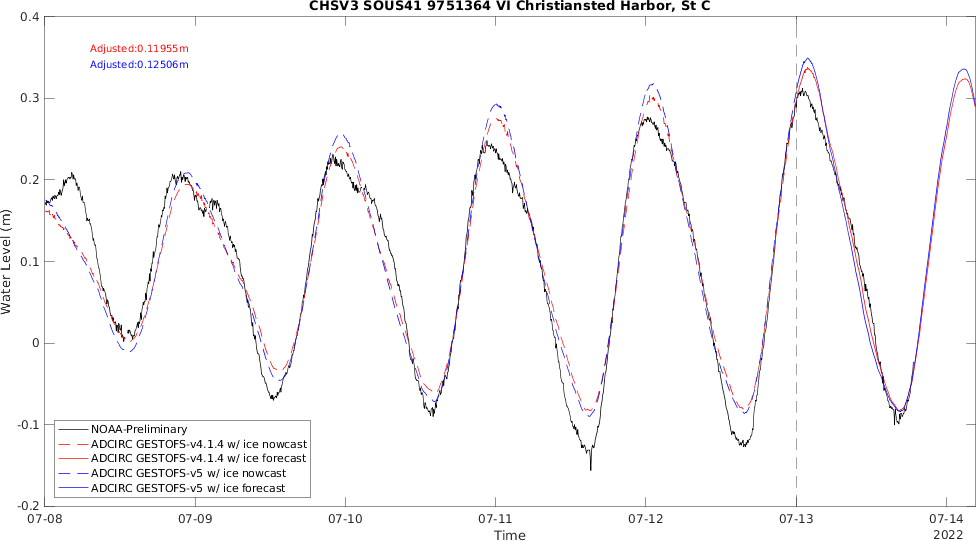 CHSV3 SOUS41 9751364 VI Christiansted Harbor, St C
0.4
0.3
0.2
0.1
0
-0.1
-0.2
Water Level (m)
Adjusted:0.11955m
Adjusted:0.12506m
NOAA-Preliminary
ADCIRC GESTOFS-v4.1.4 w/ ice nowcast
ADCIRC GESTOFS-v4.1.4 w/ ice forecast
ADCIRC GESTOFS-v5 w/ ice nowcast
ADCIRC GESTOFS-v5 w/ ice forecast
07-08 07-09 07-10 07-11 07-12 07-13 07-14
Time
2022